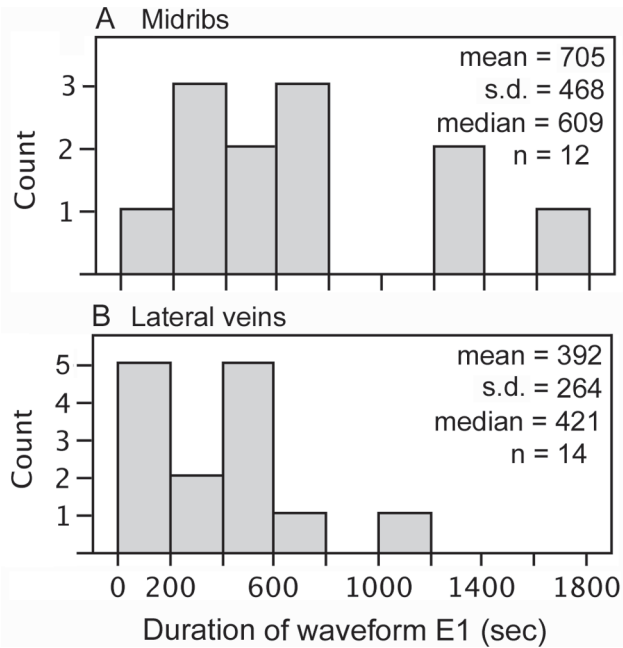 A Midribs
mean = 705
s.d. = 468
median = 609
n = 12
3
2
1
Count
B Lateral veins
mean = 392
s.d. = 264
median = 421
n = 14
5
4
3
2
1
Count
0 200 600 1000 1400 1800
Duration of waveform E1 (sec)